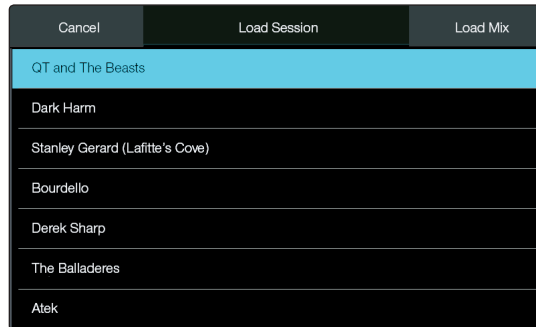 Cancel Load Session Load Mix
QT and The Beasts
Dark Harm
Stanley Gerard (Lafitte's Cove)
Bourdello
Derek Sharp
The Balladeres
Atek